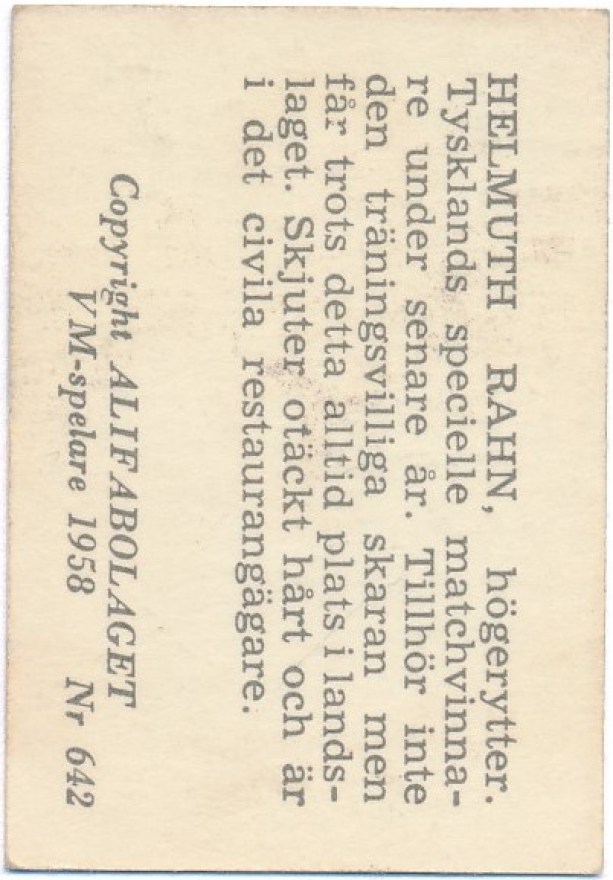 HELMUTH RAHN, högerytter.
Tysklands specielle matchvinna-
re under senare år. Tillhör inte
den träningsvilliga skaran men
får trots detta alltid plats i lands-
laget. Skjuter otäckt hårt och är
i det civila restaurangägare.
Copyright ALIFABOLAGET
VM-spelare 1958 Nr 642